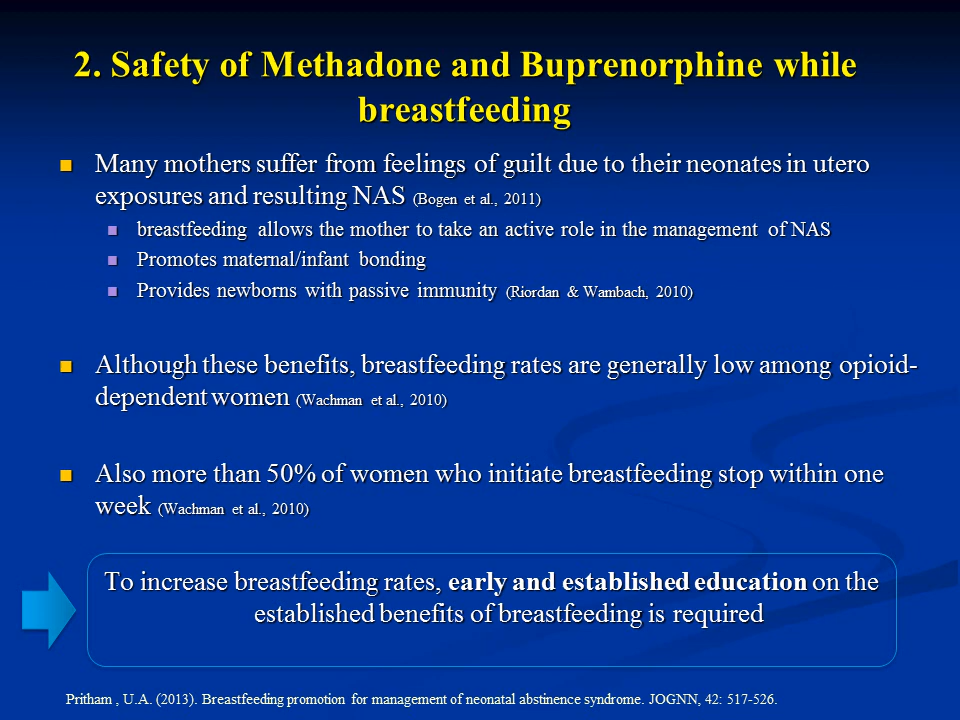 2. Safety of Methadone and Buprenorphine while
breastfeeding
Many mothers suffer from feelings of guilt due to their neonates in utero
exposures and resulting NAS (Bogen et al., 2011)
breastfeeding allows the mother to take an active role in the management of NAS
Promotes maternal/infant bonding
Provides newborns with passive immunity (Riordan & Wambach, 2010)
Although these benefits, breastfeeding rates are generally low among opioid-
dependent women (Wachman et al., 2010)
Also more than 50% of women who initiate breastfeeding stop within one
week (Wachman et al., 2010)
To increase breastfeeding rates, early and established education on the
established benefits of breastfeeding is required
Pritham , U.A. (2013). Breastfeeding promotion for management of neonatal abstinence syndrome. JOGNN, 42: 517-526.